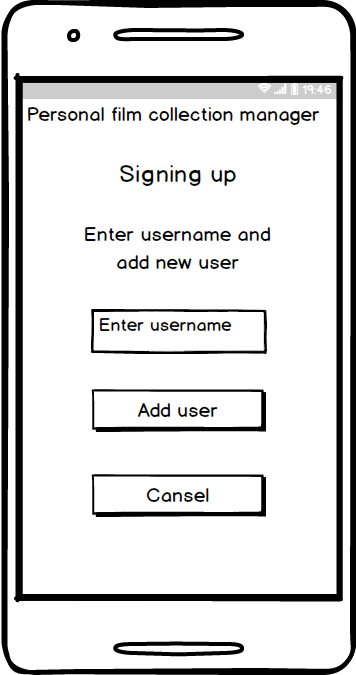 19:46
Personal film collection manager
Signing up
Enter username and
add new user
Enter username
Add user
Cansel